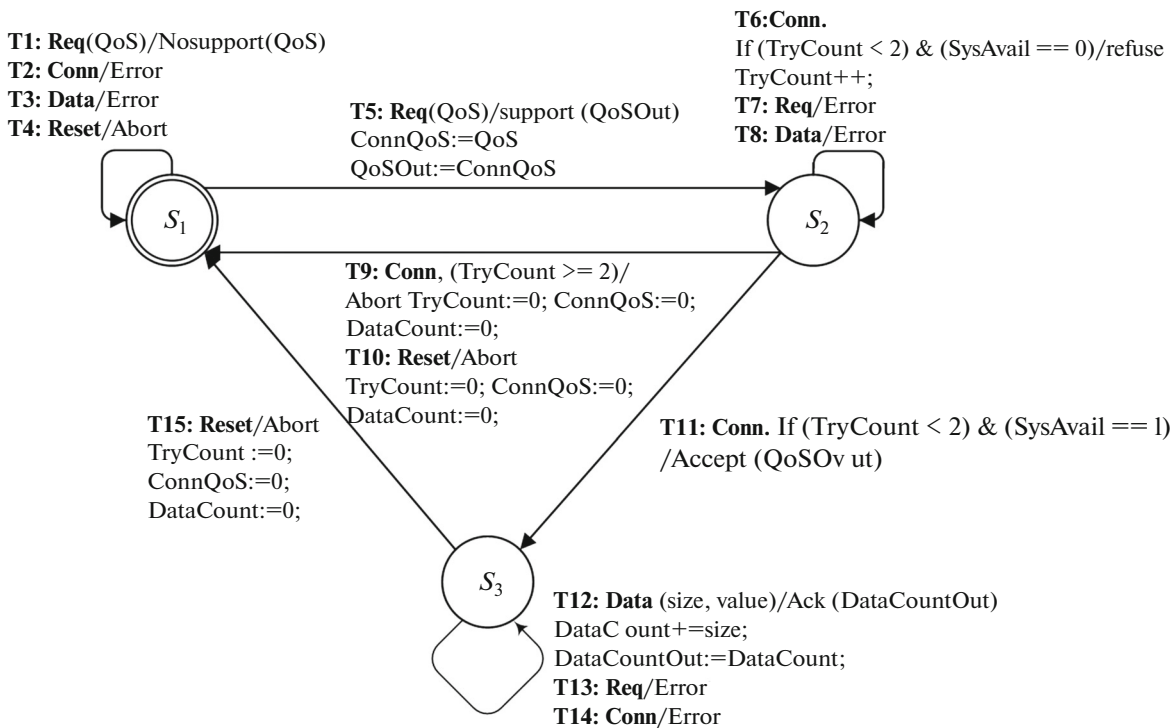 T1: Req(QoS)/Nosupport(QoS)
T2: Conn/Error
T3: Data/Error
T4: Reset/Abort
T5: Req(QoS)/support (QoSOut)
ConnQoS:=QoS
QoSOut:=ConnQoS
T6:Conn.
If (TryCount < 2) & (SysAvail == 0)/refuse
TryCount++;
T7: Req/Error
T8: Data/Error
S1
S2
T9: Conn, (TryCount >= 2)/
Abort TryCount:=0; ConnQoS:=0;
DataCount:=0;
T10: Reset/Abort
TryCount:=0; ConnQoS:=0;
DataCount:=0;
T15: Reset/Abort
TryCount :=0;
ConnQoS:=0;
DataCount:=0;
T11: Conn. If (TryCount < 2) & (SysAvail == l)
/Accept (QoSOv ut)
S3
T12: Data (size, value)/Ack (DataCountOut)
DataC ount+=size;
DataCountOut:=DataCount;
T13: Req/Error
T14: Conn/Error